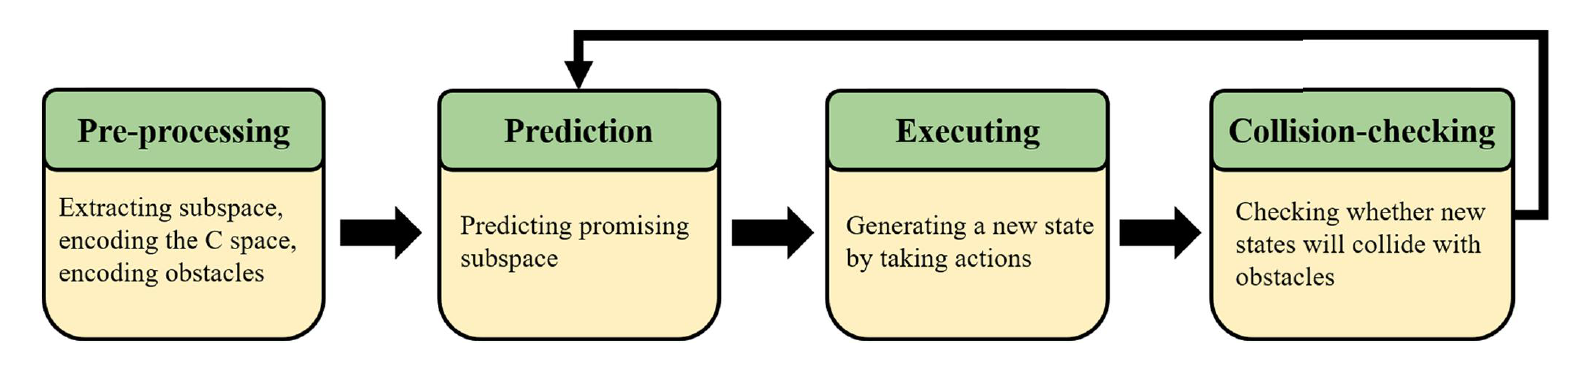 Pre-processing
Extracting subspace,
encoding the C space,
encoding obstacles
Prediction
Predicting promising
subspace
Executing
Generating a new state
by taking actions
Collision-checking
Checking whether new
states will collide with
obstacles